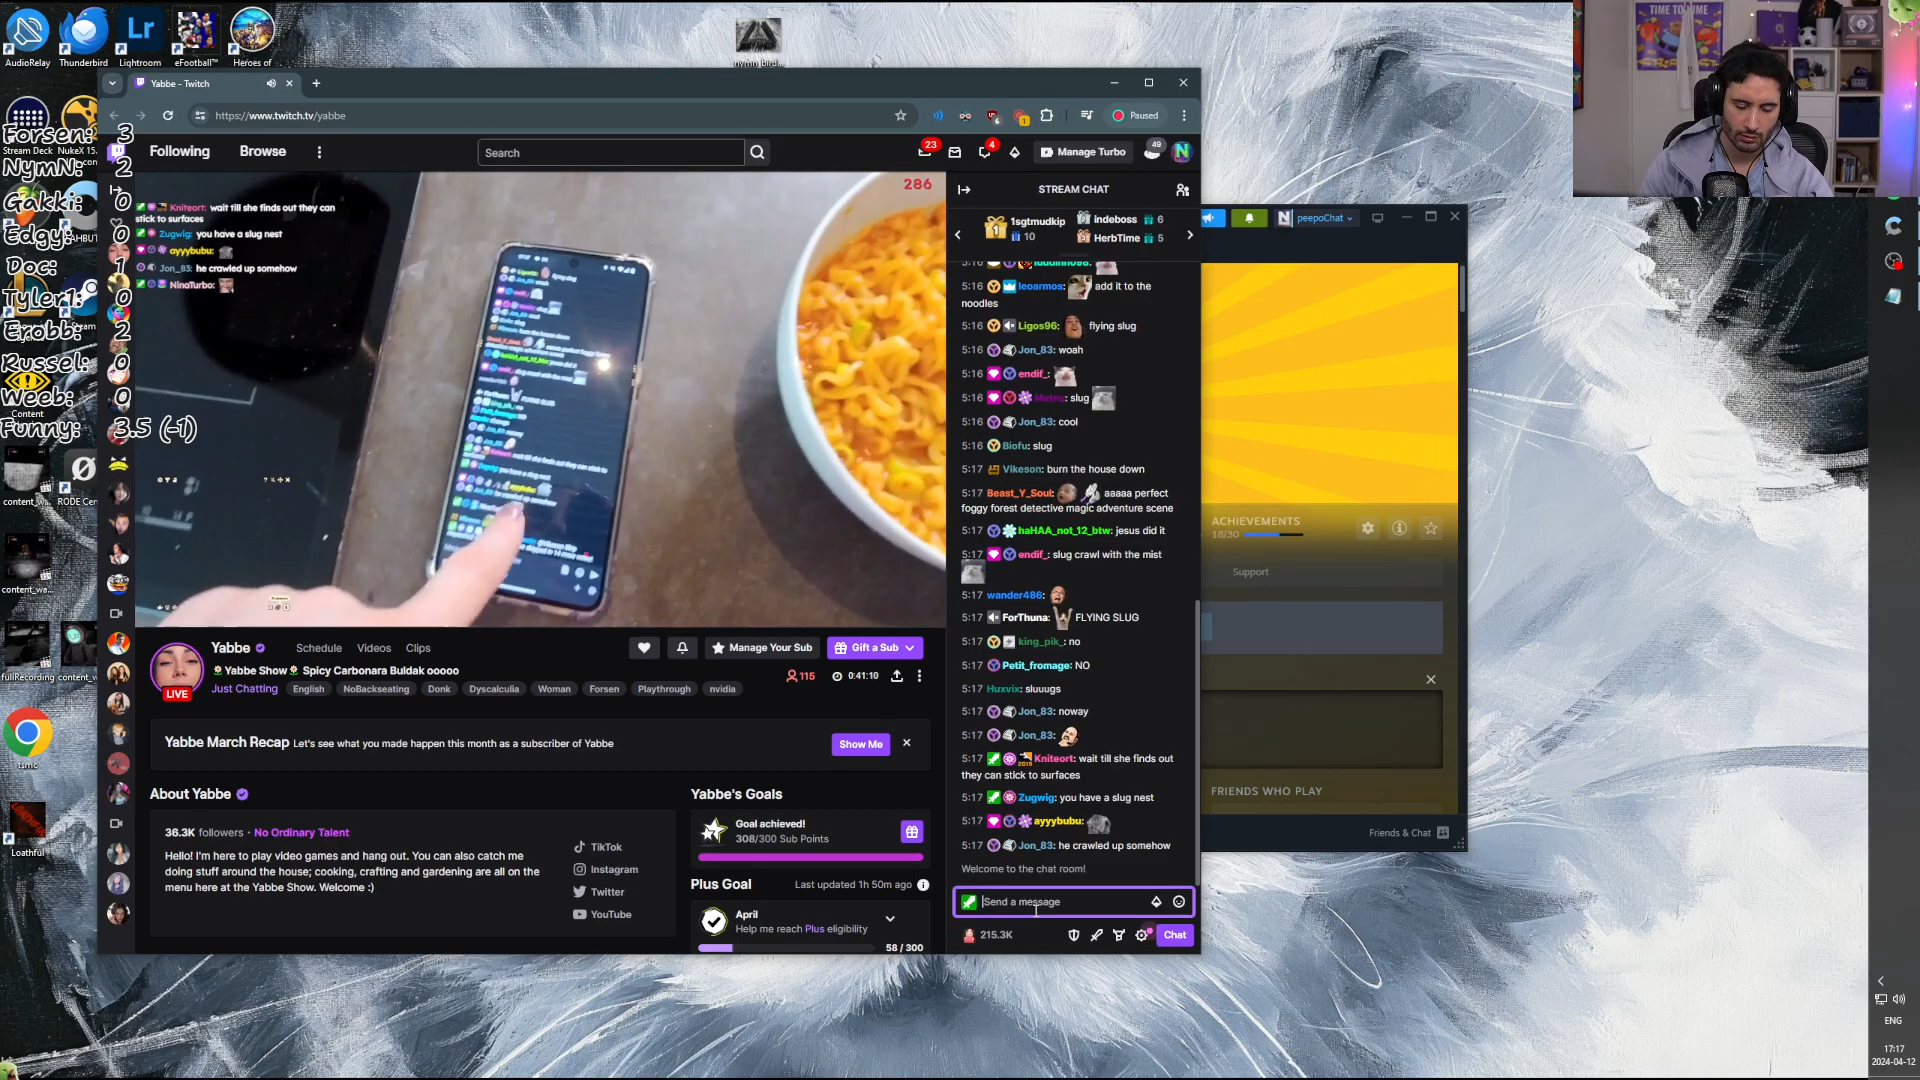 AudioRelay
Thunderbird
Lightroom
eFootball™
Heroes of
TIME TO
Yabbe - Twitch
https://www.twitch.tv/yabbe
Paused
Following
Browse
Search
23
4
Manage Turbo
49
Forsen: 3
NymN: 2
Gakki: 0
Edgy: 0
Doc: 1
Tyler1: 0
Erobb: 2
Russel: 0
Weeb: 0
Funny: 3.5 (-1)
Stream Deck
NukeX 15.
Content
content_w...
RODE Cen...
content_wa...
fullRecording
content_w...
tsmc
Loathful
286
Kniteort: wait till she finds out they can
stick to surfaces
Zugwig: you have a slug nest
ayyybubu:
Jon_83: he crawled up somehow
NinaTurbo:
STREAM CHAT
1sgtmudkip
10
indeboss 6
HerbTime 5
5:16 leoarmos: add it to the
noodles
5:16 Ligos96: flying slug
5:16 Jon_83: woah
5:16 endif_:
5:16 Metrix: slug
5:16 Jon_83: cool
5:16 Biofu: slug
5:17 Vikeson: burn the house down
5:17 Beast_Y_Soul: aaaaa perfect
foggy forest detective magic adventure scene
5:17 haHAA_not_12_btw: jesus did it
5:17 endif_: slug crawl with the mist
5:17 wander486:
5:17 ForThuna: FLYING SLUG
5:17 king_pik_: no
5:17 Petit_fromage: NO
5:17 Huxvix: sluuugs
5:17 Jon_83: noway
5:17 Jon_83:
5:17 Kniteort: wait till she finds out
they can stick to surfaces
5:17 Zugwig: you have a slug nest
5:17 ayyybubu:
5:17 Jon_83: he crawled up somehow
Welcome to the chat room!
Send a message
215.3K
Chat
Yabbe
Schedule
Videos
Clips
Manage Your Sub
Gift a Sub
Yabbe Show Spicy Carbonara Buldak ooooo
LIVE
Just Chatting
English
NoBackseating
Donk
Dyscalculia
Woman
Forsen
Playthrough
nvidia
115
0:41:10
Yabbe March Recap Let's see what you made happen this month as a subscriber of Yabbe
Show Me
About Yabbe
36.3K followers · No Ordinary Talent
Hello! I'm here to play video games and hang out. You can also catch me
doing stuff around the house; cooking, crafting and gardening are all on the
menu here at the Yabbe Show. Welcome :)
TikTok
Instagram
Twitter
YouTube
Yabbe's Goals
Goal achieved!
308/300 Sub Points
Plus Goal
Last updated 1h 50m ago
April
Help me reach Plus eligibility
58 / 300
peepoChat
ACHIEVEMENTS
18/30
Support
FRIENDS WHO PLAY
Friends & Chat
ENG
17:17
2024-04-12